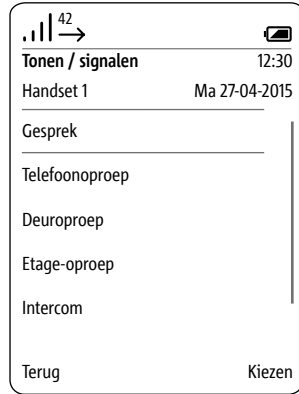 42
Tonen / signalen 12:30
Handset 1 Ma 27-04-2015
Gesprek
Telefoonoproep
Deuroproep
Etage-oproep
Intercom
Terug Kiezen